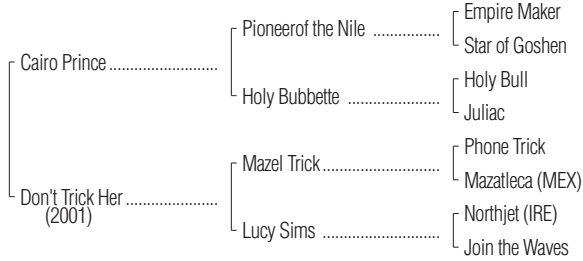 Empire Maker
Pioneerof the Nile ................
Star of Goshen
Cairo Prince ..........................
Holy Bull
Holy Bubbette ......................
Juliac
Phone Trick
Mazel Trick............................
Mazatleca (MEX)
Don't Trick Her ......................
(2001)
Northjet (IRE)
Lucy Sims ............................
Join the Waves